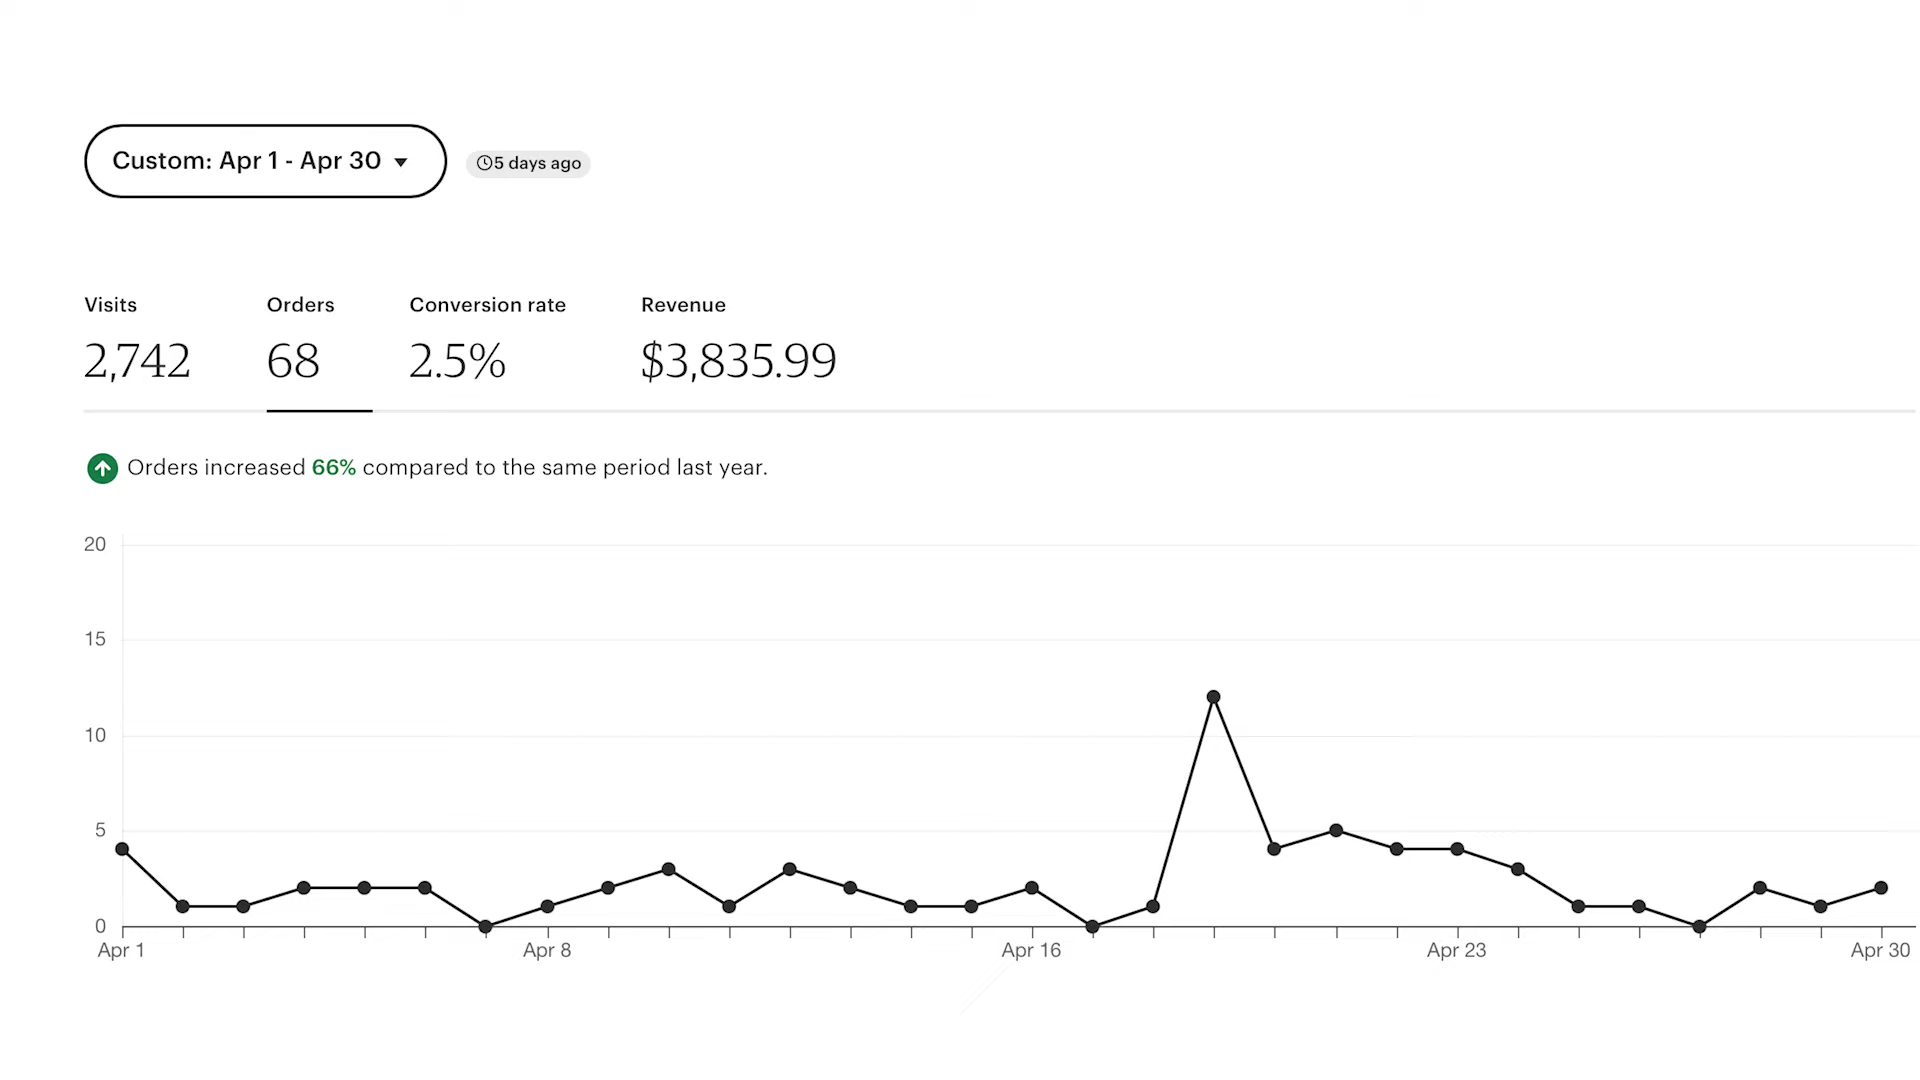 Custom: Apr 1 - Apr 30
5 days ago
Visits Orders Conversion rate Revenue
2,742 68 2.5% $3,835.99
Orders increased 66% compared to the same period last year.
20
15
10
5
0
Apr 1 Apr 8 Apr 16 Apr 23 Apr 30